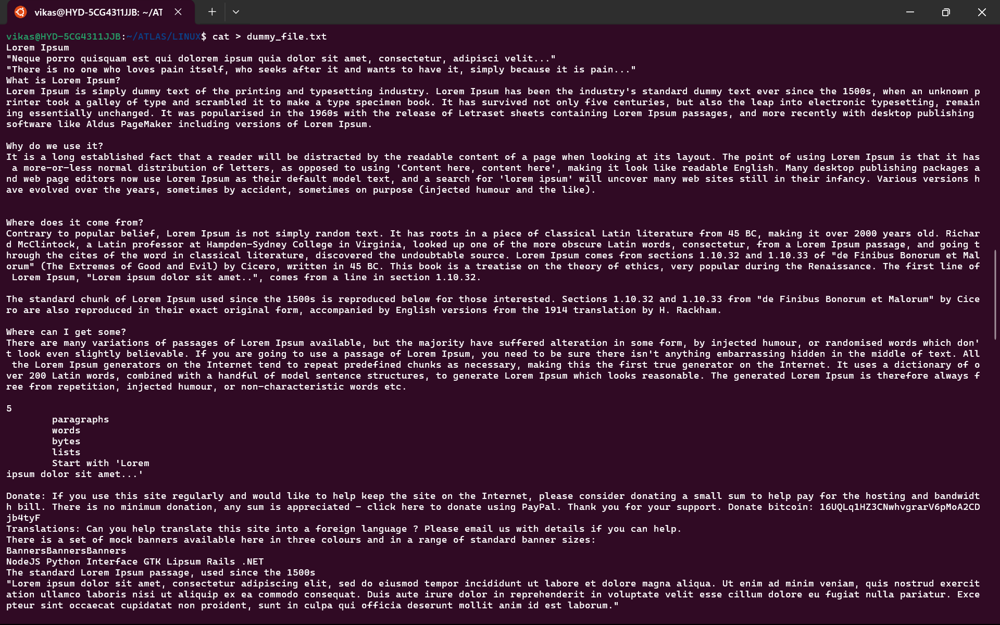 vikas@HYD-5CG4311JJB: ~/AT
vikas@HYD-5CG4311JJB:~/ATLAS/LINUX$ cat > dummy_file.txt
Lorem Ipsum
"Neque porro quisquam est qui dolorem ipsum quia dolor sit amet, consectetur, adipisci velit..."
"There is no one who loves pain itself, who seeks after it and wants to have it, simply because it is pain..."
What is Lorem Ipsum?
Lorem Ipsum is simply dummy text of the printing and typesetting industry. Lorem Ipsum has been the industry's standard dummy text ever since the 1500s, when an unknown p
rinter took a galley of type and scrambled it to make a type specimen book. It has survived not only five centuries, but also the leap into electronic typesetting, remain
ing essentially unchanged. It was popularised in the 1960s with the release of Letraset sheets containing Lorem Ipsum passages, and more recently with desktop publishing
software like Aldus PageMaker including versions of Lorem Ipsum.

Why do we use it?
It is a long established fact that a reader will be distracted by the readable content of a page when looking at its layout. The point of using Lorem Ipsum is that it has
 a more-or-less normal distribution of letters, as opposed to using 'Content here, content here', making it look like readable English. Many desktop publishing packages a
nd web page editors now use Lorem Ipsum as their default model text, and a search for 'lorem ipsum' will uncover many web sites still in their infancy. Various versions h
ave evolved over the years, sometimes by accident, sometimes on purpose (injected humour and the like).


Where does it come from?
Contrary to popular belief, Lorem Ipsum is not simply random text. It has roots in a piece of classical Latin literature from 45 BC, making it over 2000 years old. Richar
d McClintock, a Latin professor at Hampden-Sydney College in Virginia, looked up one of the more obscure Latin words, consectetur, from a Lorem Ipsum passage, and going t
hrough the cites of the word in classical literature, discovered the undoubtable source. Lorem Ipsum comes from sections 1.10.32 and 1.10.33 of "de Finibus Bonorum et Mal
orum" (The Extremes of Good and Evil) by Cicero, written in 45 BC. This book is a treatise on the theory of ethics, very popular during the Renaissance. The first line of
 Lorem Ipsum, "Lorem ipsum dolor sit amet..", comes from a line in section 1.10.32.

The standard chunk of Lorem Ipsum used since the 1500s is reproduced below for those interested. Sections 1.10.32 and 1.10.33 from "de Finibus Bonorum et Malorum" by Cice
ro are also reproduced in their exact original form, accompanied by English versions from the 1914 translation by H. Rackham.

Where can I get some?
There are many variations of passages of Lorem Ipsum available, but the majority have suffered alteration in some form, by injected humour, or randomised words which don'
t look even slightly believable. If you are going to use a passage of Lorem Ipsum, you need to be sure there isn't anything embarrassing hidden in the middle of text. All
 the Lorem Ipsum generators on the Internet tend to repeat predefined chunks as necessary, making this the first true generator on the Internet. It uses a dictionary of o
ver 200 Latin words, combined with a handful of model sentence structures, to generate Lorem Ipsum which looks reasonable. The generated Lorem Ipsum is therefore always f
ree from repetition, injected humour, or non-characteristic words etc.

5
        paragraphs
        words
        bytes
        lists
        Start with 'Lorem
ipsum dolor sit amet...'

Donate: If you use this site regularly and would like to help keep the site on the Internet, please consider donating a small sum to help pay for the hosting and bandwidt
h bill. There is no minimum donation, any sum is appreciated - click here to donate using PayPal. Thank you for your support. Donate bitcoin: 16UQLq1HZ3CNwhvgrarV6pMoA2CD
jb4tyF
Translations: Can you help translate this site into a foreign language ? Please email us with details if you can help.
There is a set of mock banners available here in three colours and in a range of standard banner sizes:
BannersBannersBanners
NodeJS Python Interface GTK Lipsum Rails .NET
The standard Lorem Ipsum passage, used since the 1500s
"Lorem ipsum dolor sit amet, consectetur adipiscing elit, sed do eiusmod tempor incididunt ut labore et dolore magna aliqua. Ut enim ad minim veniam, quis nostrud exercit
ation ullamco laboris nisi ut aliquip ex ea commodo consequat. Duis aute irure dolor in reprehenderit in voluptate velit esse cillum dolore eu fugiat nulla pariatur. Exce
pteur sint occaecat cupidatat non proident, sunt in culpa qui officia deserunt mollit anim id est laborum."